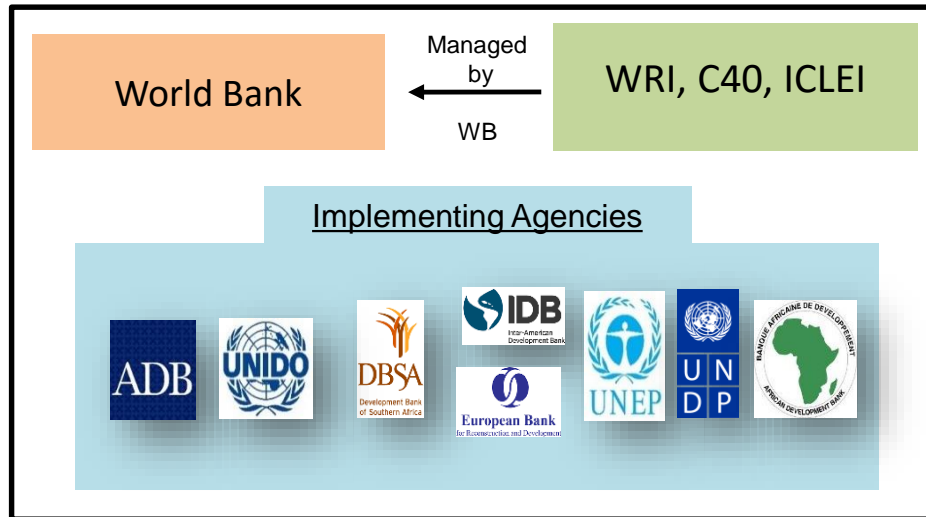 World Bank
Managed
by
WB
WRI, C40, ICLEI
Implementing Agencies
ADB
UNIDO
DBSA
Development Bank
of Southern Africa
IDB
Inter-American
Development Bank
European Bank
for Reconstruction and Development
UNEP
U N
D P
BANQUE AFRICAINE DE DEVELOPPEMENT
AFRICAN DEVELOPMENT BANK